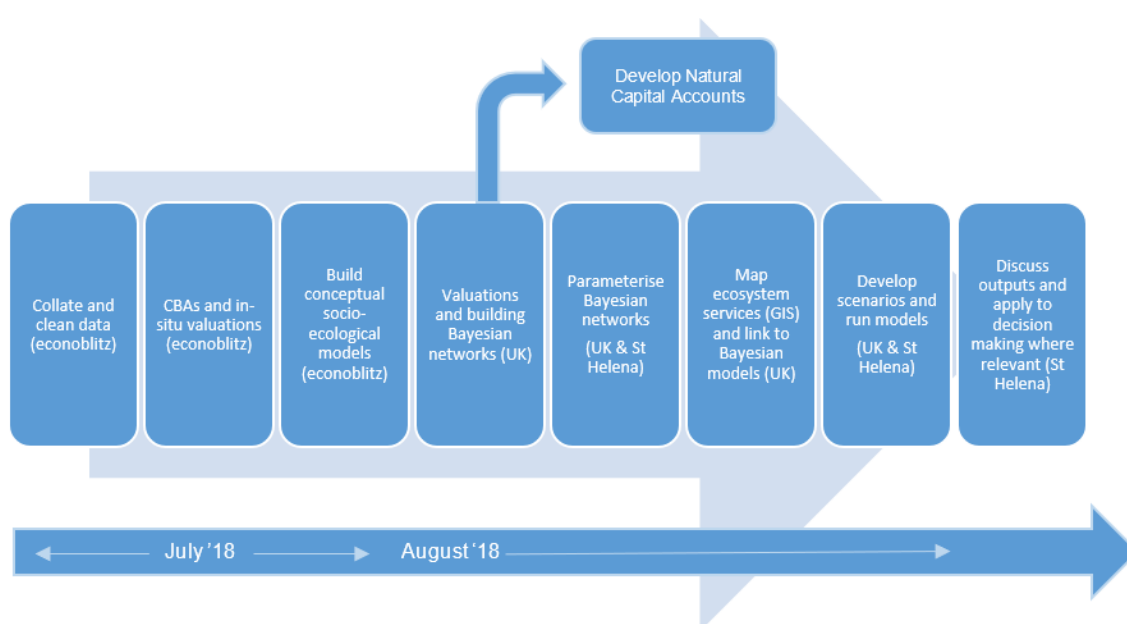 Develop Natural
Capital Accounts
Collate and
clean data
(econoblitz)
CBAs and in-
situ valuations
(econoblitz)
Build
conceptual
socio-
ecological
models
(econoblitz)
Valuations
and building
Bayesian
networks (UK)
Parameterise
Bayesian
networks
(UK & St
Helena)
Map
ecosystem
services (GIS)
and link to
Bayesian
models (UK)
Develop
scenarios and
run models
(UK & St
Helena)
Discuss
outputs and
apply to
decision
making where
relevant (St
Helena)
July ’18
August ‘18